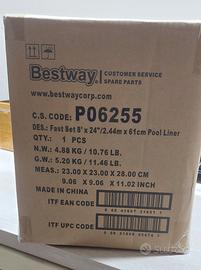 Bestway
CUSTOMER SERVICE
SPARE PARTS
bestwaycorp.com
C.S. CODE: P06255
DES.: Fast Set 8' x 24"/2.44m x 61cm Pool Liner
QTY.: 1 PCS
N.W.: 4.88 KG / 10.76 LB.
G.W.: 5.20 KG / 11.46 LB.
MEAS.: 23.00 X 23.00 X 28.00 CM
9.06 X 9.06 X 11.02 INCH
MADE IN CHINA
ITF EAN CODE
ITF UPC CODE
subito